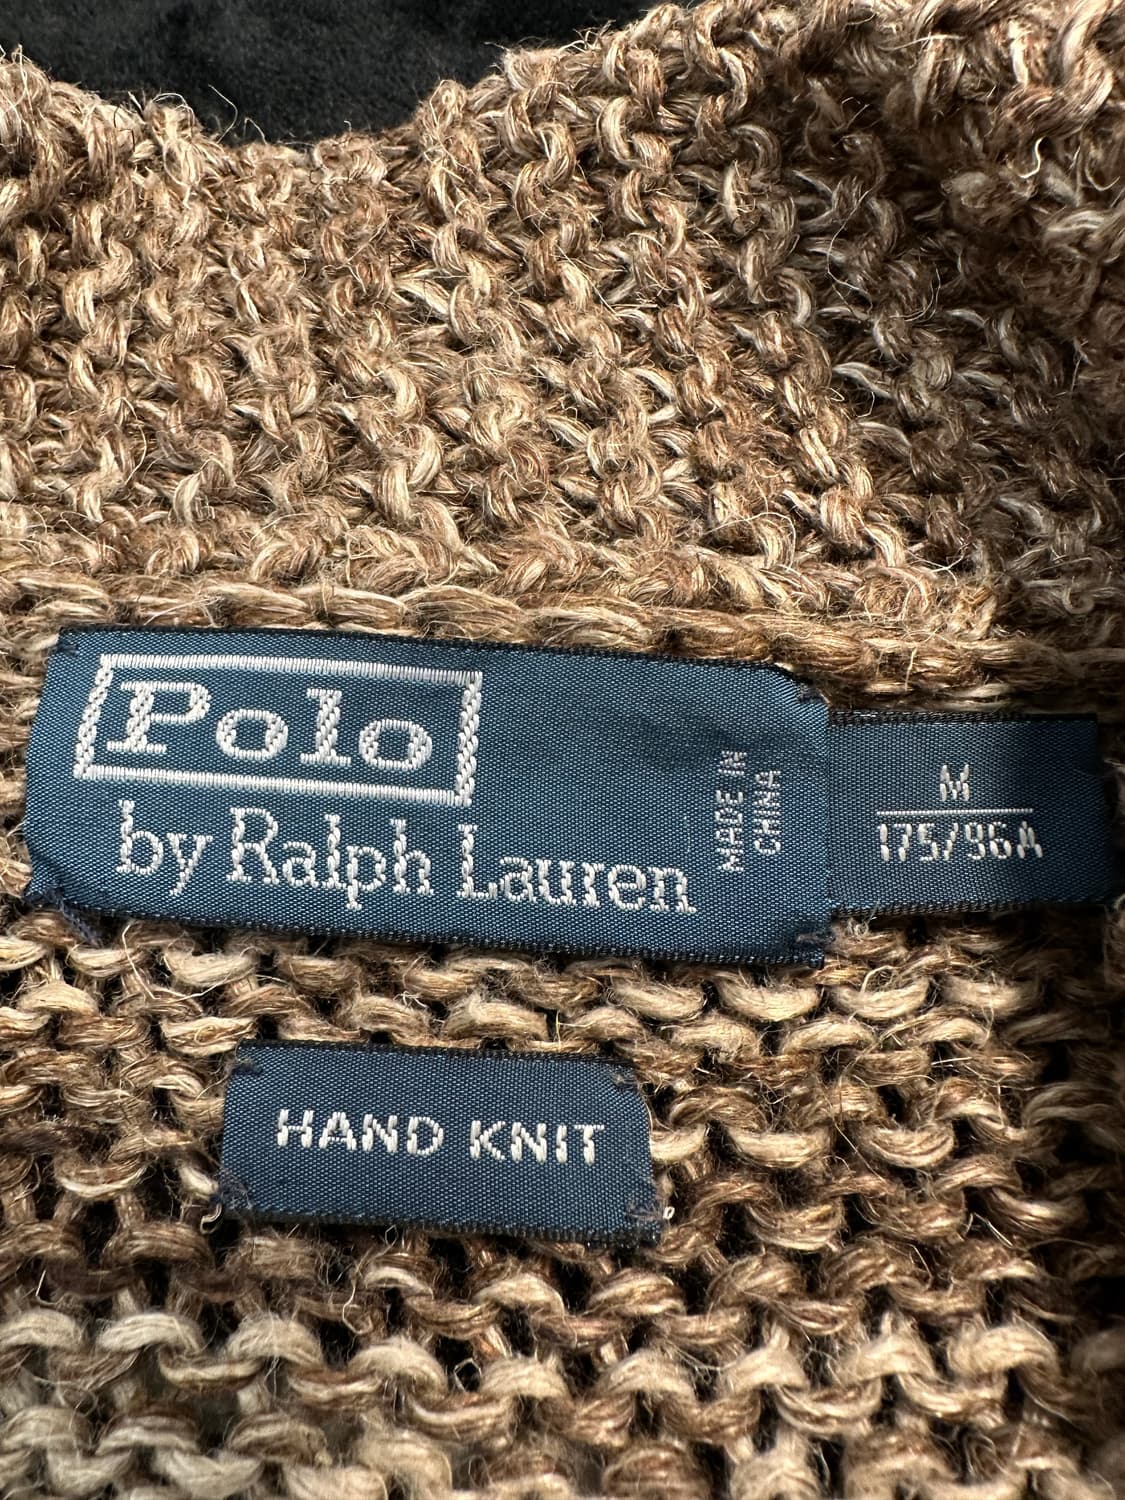 Polo
by Ralph Lauren
MADE IN
CHINA
M
175/96A
HAND KNIT